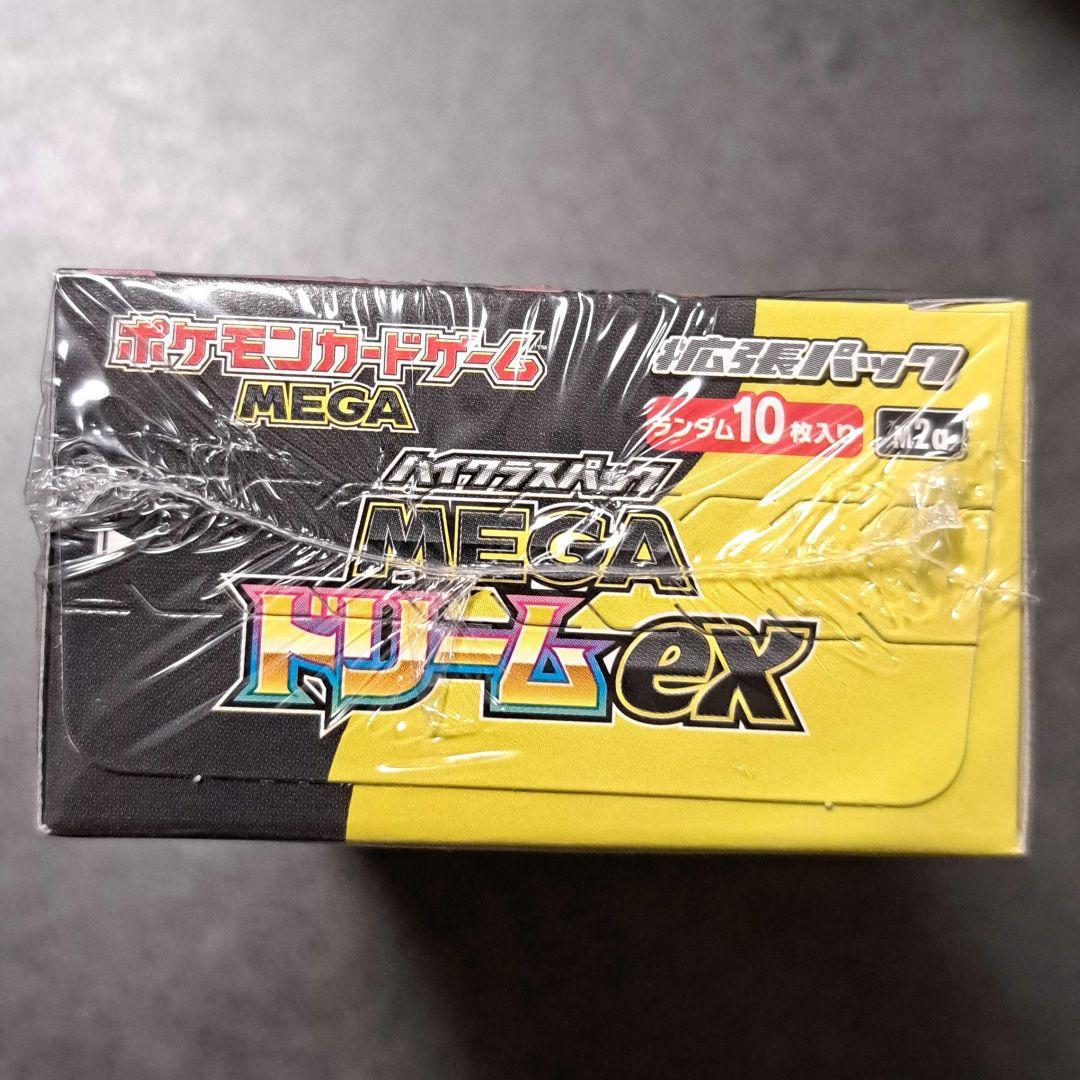 ポケモンカードゲーム™
MEGA
拡張パック
ランダム10枚入り
M2a
ハイクラスパック
MEGA
ドリームex